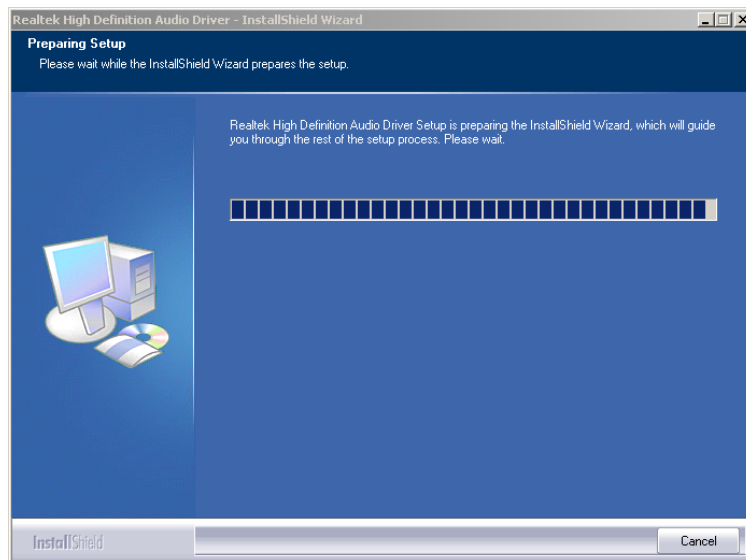 Realtek High Definition Audio Driver - InstallShield Wizard
Preparing Setup
Please wait while the InstallShield Wizard prepares the setup.
Realtek High Definition Audio Driver Setup is preparing the InstallShield Wizard, which will guide
you through the rest of the setup process. Please wait.
InstallShield
Cancel